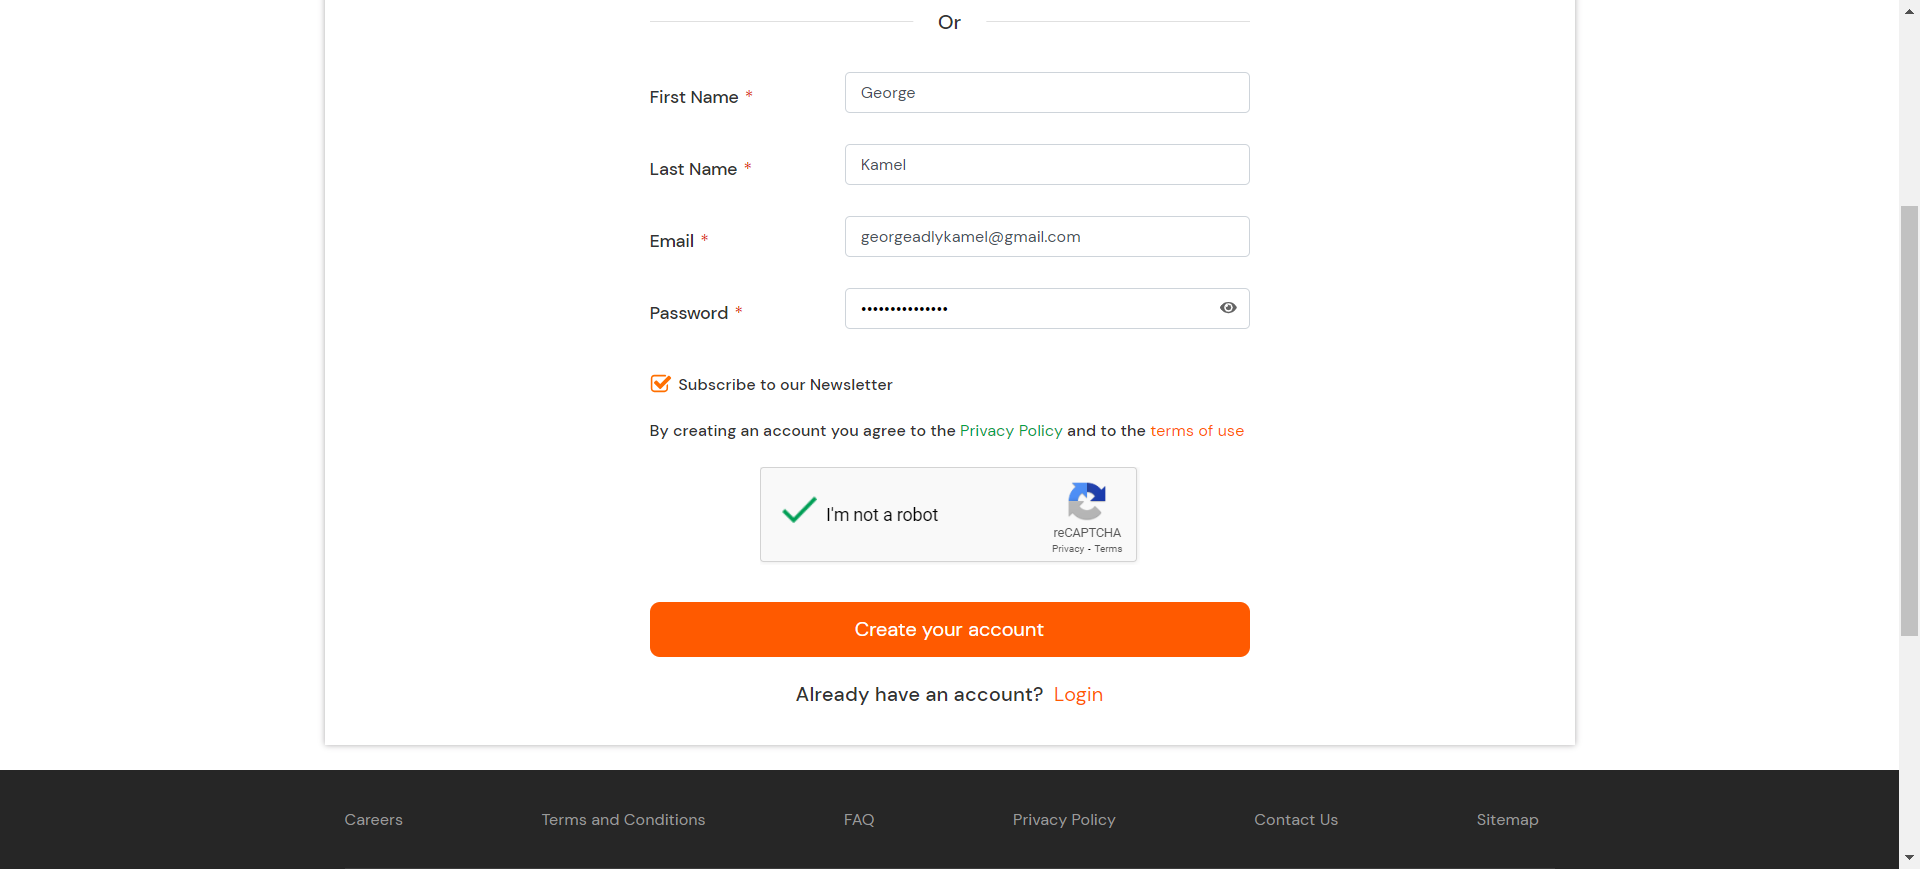 Or
First Name *
George
Last Name *
Kamel
Email *
georgeadlykamel@gmail.com
Password *
•••••••••••••••
Subscribe to our Newsletter
By creating an account you agree to the Privacy Policy and to the terms of use
I'm not a robot
reCAPTCHA
Privacy - Terms
Create your account
Already have an account? Login
Careers Terms and Conditions FAQ Privacy Policy Contact Us Sitemap